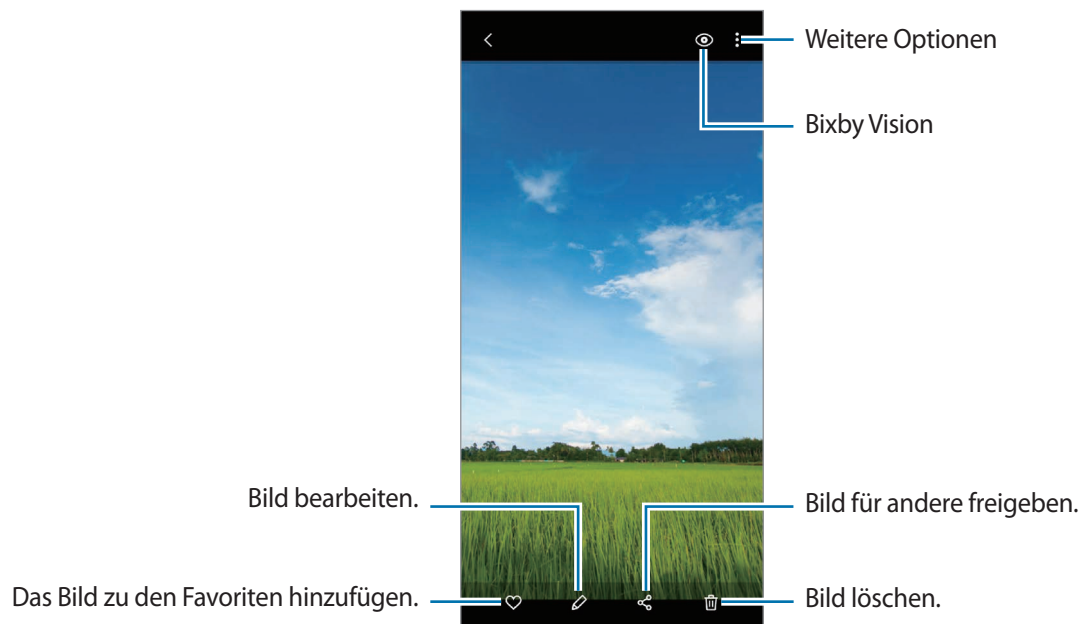 Weitere Optionen
Bixby Vision
Bild bearbeiten.
Bild für andere freigeben.
Das Bild zu den Favoriten hinzufügen.
Bild löschen.